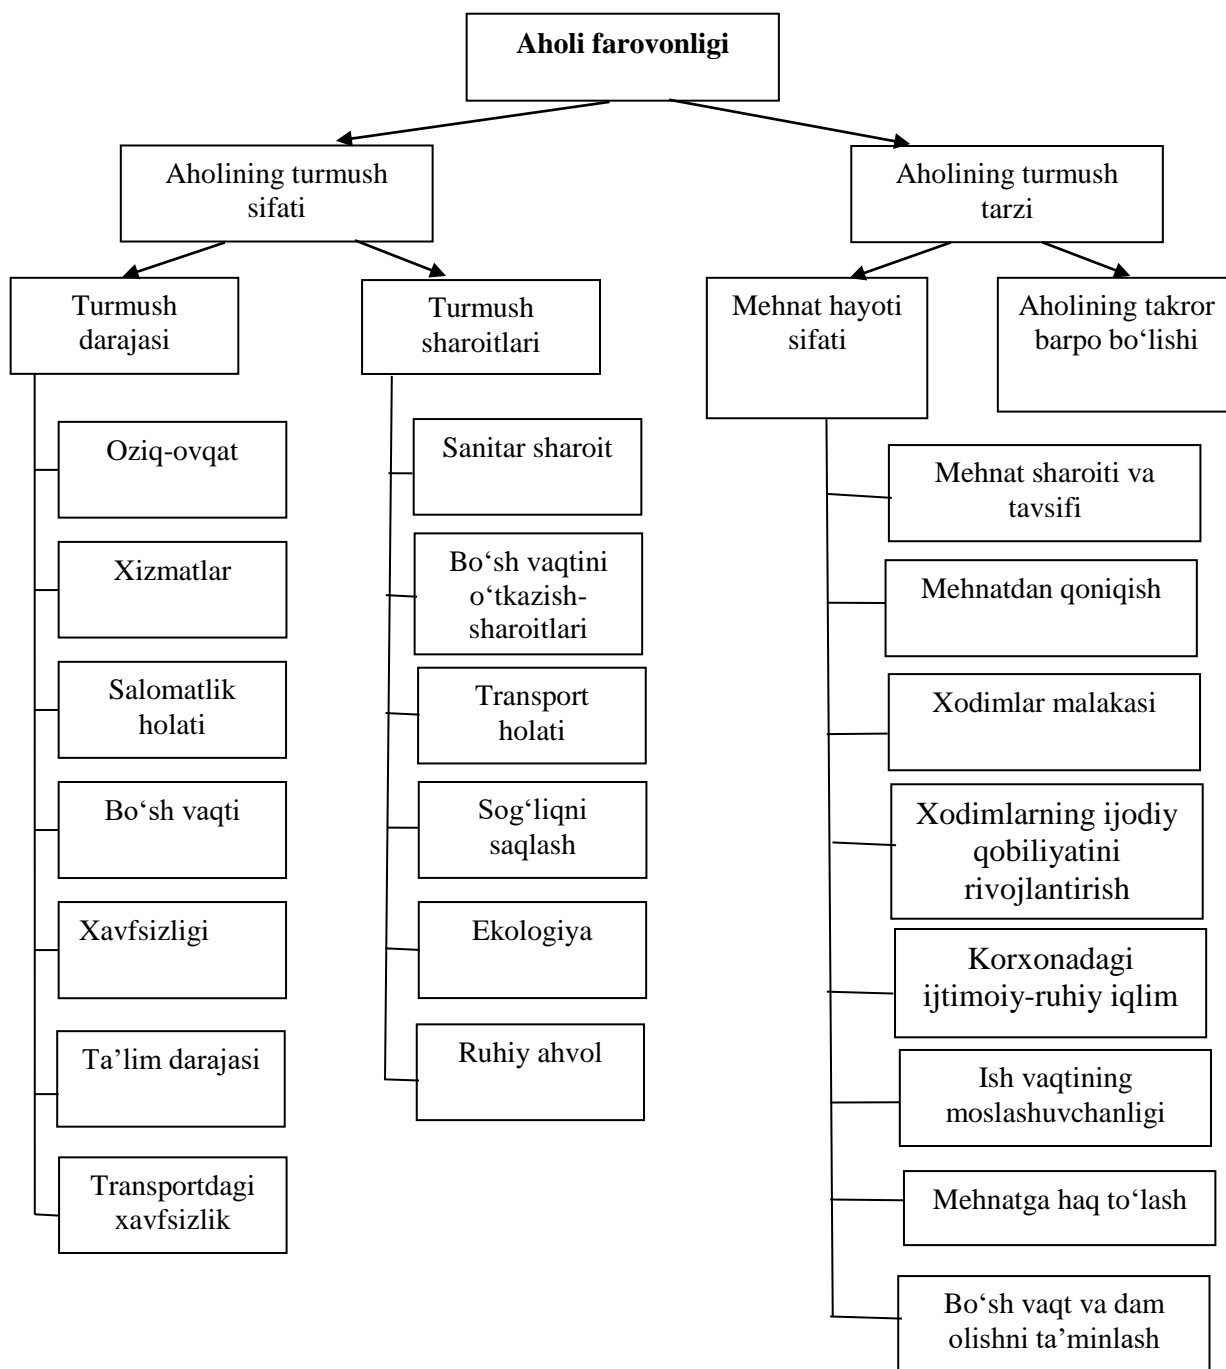 Aholi farovonligi
Aholining turmush
sifati
Aholining turmush
tarzi
Turmush
darajasi
Turmush
sharoitlari
Mehnat hayoti
sifati
Aholining takror
barpo bo‘lishi
Oziq-ovqat
Xizmatlar
Salomatlik
holati
Bo‘sh vaqti
Xavfsizligi
Ta’lim darajasi
Transportdagi
xavfsizlik
Sanitar sharoit
Bo‘sh vaqtini
o‘tkazish-
sharoitlari
Transport
holati
Sog‘liqni
saqlash
Ekologiya
Ruhiy ahvol
Mehnat sharoiti va
tavsifi
Mehnatdan qoniqish
Xodimlar malakasi
Xodimlarning ijodiy
qobiliyatini
rivojlantirish
Korxonadagi
ijtimoiy-ruhiy iqlim
Ish vaqtining
moslashuvchanligi
Mehnatga haq to‘lash
Bo‘sh vaqt va dam
olishni ta’minlash